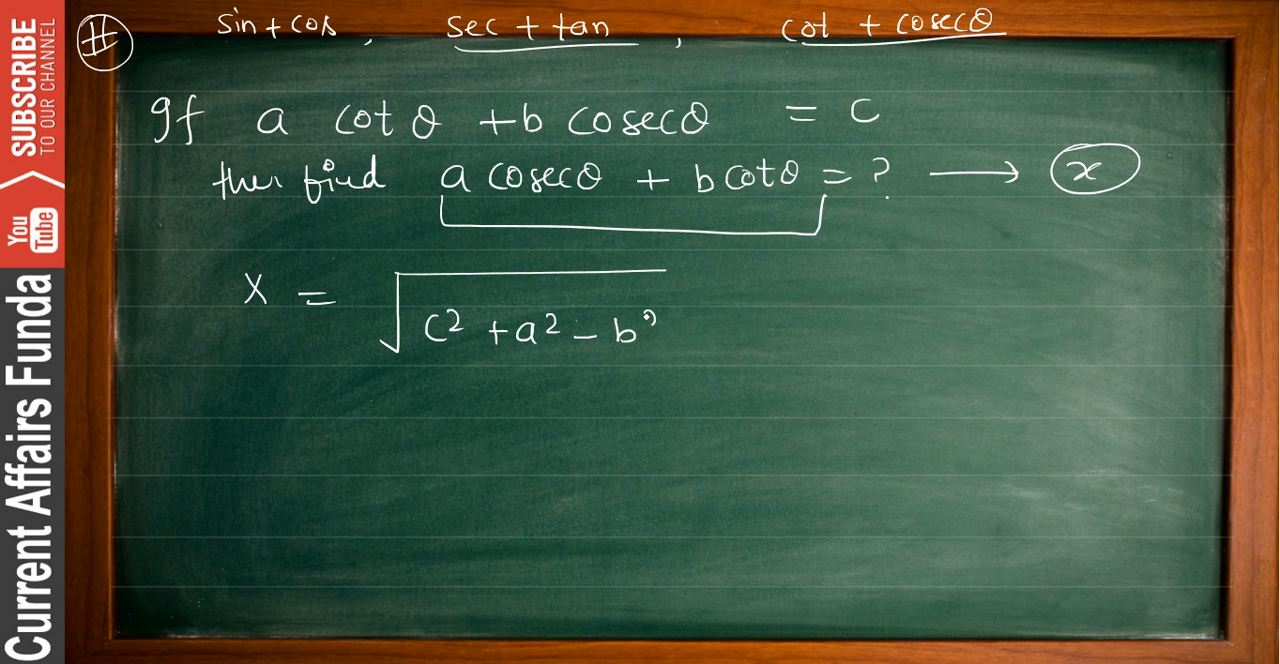 # sin + cos , sec + tan , cot + cosecθ
If a cot θ + b cosecθ = c
then find a cosecθ + b cotθ = ? → x
x = √c² + a² - b²
SUBSCRIBE
TO OUR CHANNEL
You Tube
Current Affairs Funda